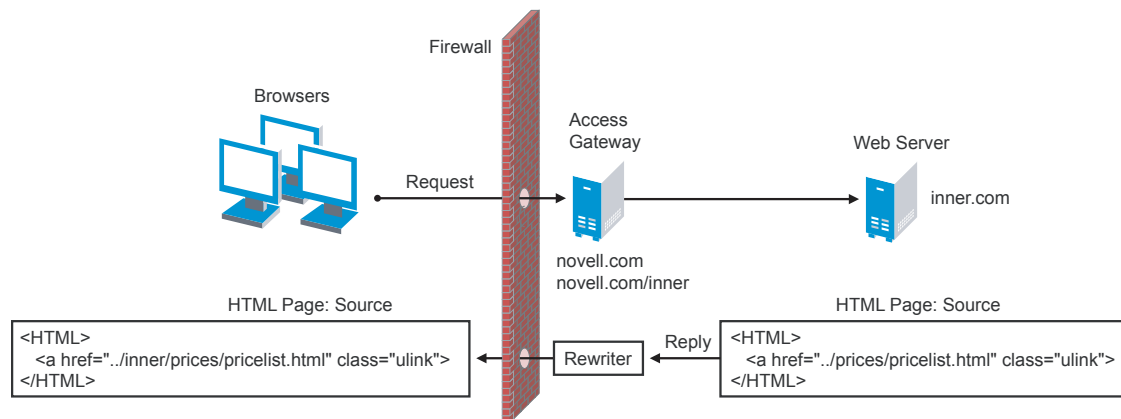 Firewall
Browsers
Access
Gateway
Web Server
Request
inner.com
novell.com
novell.com/inner
HTML Page: Source
HTML Page: Source
<HTML>
<a href="../inner/prices/pricelist.html" class="ulink">
</HTML>
Rewriter
Reply
<HTML>
<a href="../prices/pricelist.html" class="ulink">
</HTML>